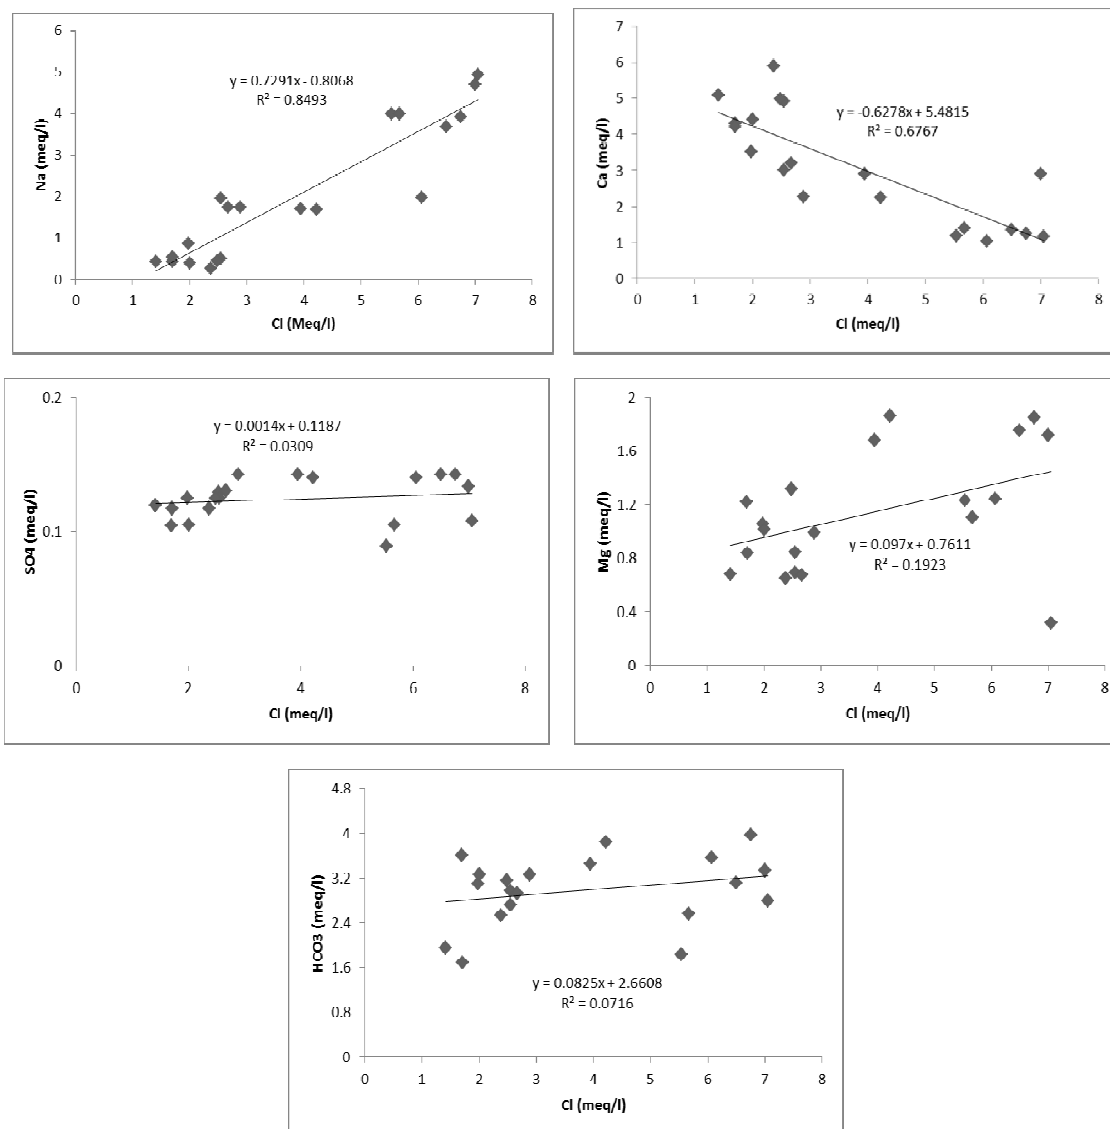 6
5
4
3
2
1
0
0 1 2 3 4 5 6 7 8
Na (meq/l)
Cl (Meq/l)
y = 0.7291x - 0.8068
R² = 0.8493
7
6
5
4
3
2
1
0
0 1 2 3 4 5 6 7 8
Ca (meq/l)
Cl (meq/l)
y = -0.6278x + 5.4815
R² = 0.6767
0.2
0.1
0
0 2 4 6 8
SO4 (meq/l)
Cl (meq/l)
y = 0.0014x + 0.1187
R² = 0.0309
2
1.6
1.2
0.8
0.4
0
0 1 2 3 4 5 6 7 8
Mg (meq/l)
Cl (meq/l)
y = 0.097x + 0.7611
R² = 0.1923
4.8
4
3.2
2.4
1.6
0.8
0
0 1 2 3 4 5 6 7 8
HCO3 (meq/l)
Cl (meq/l)
y = 0.0825x + 2.6608
R² = 0.0716